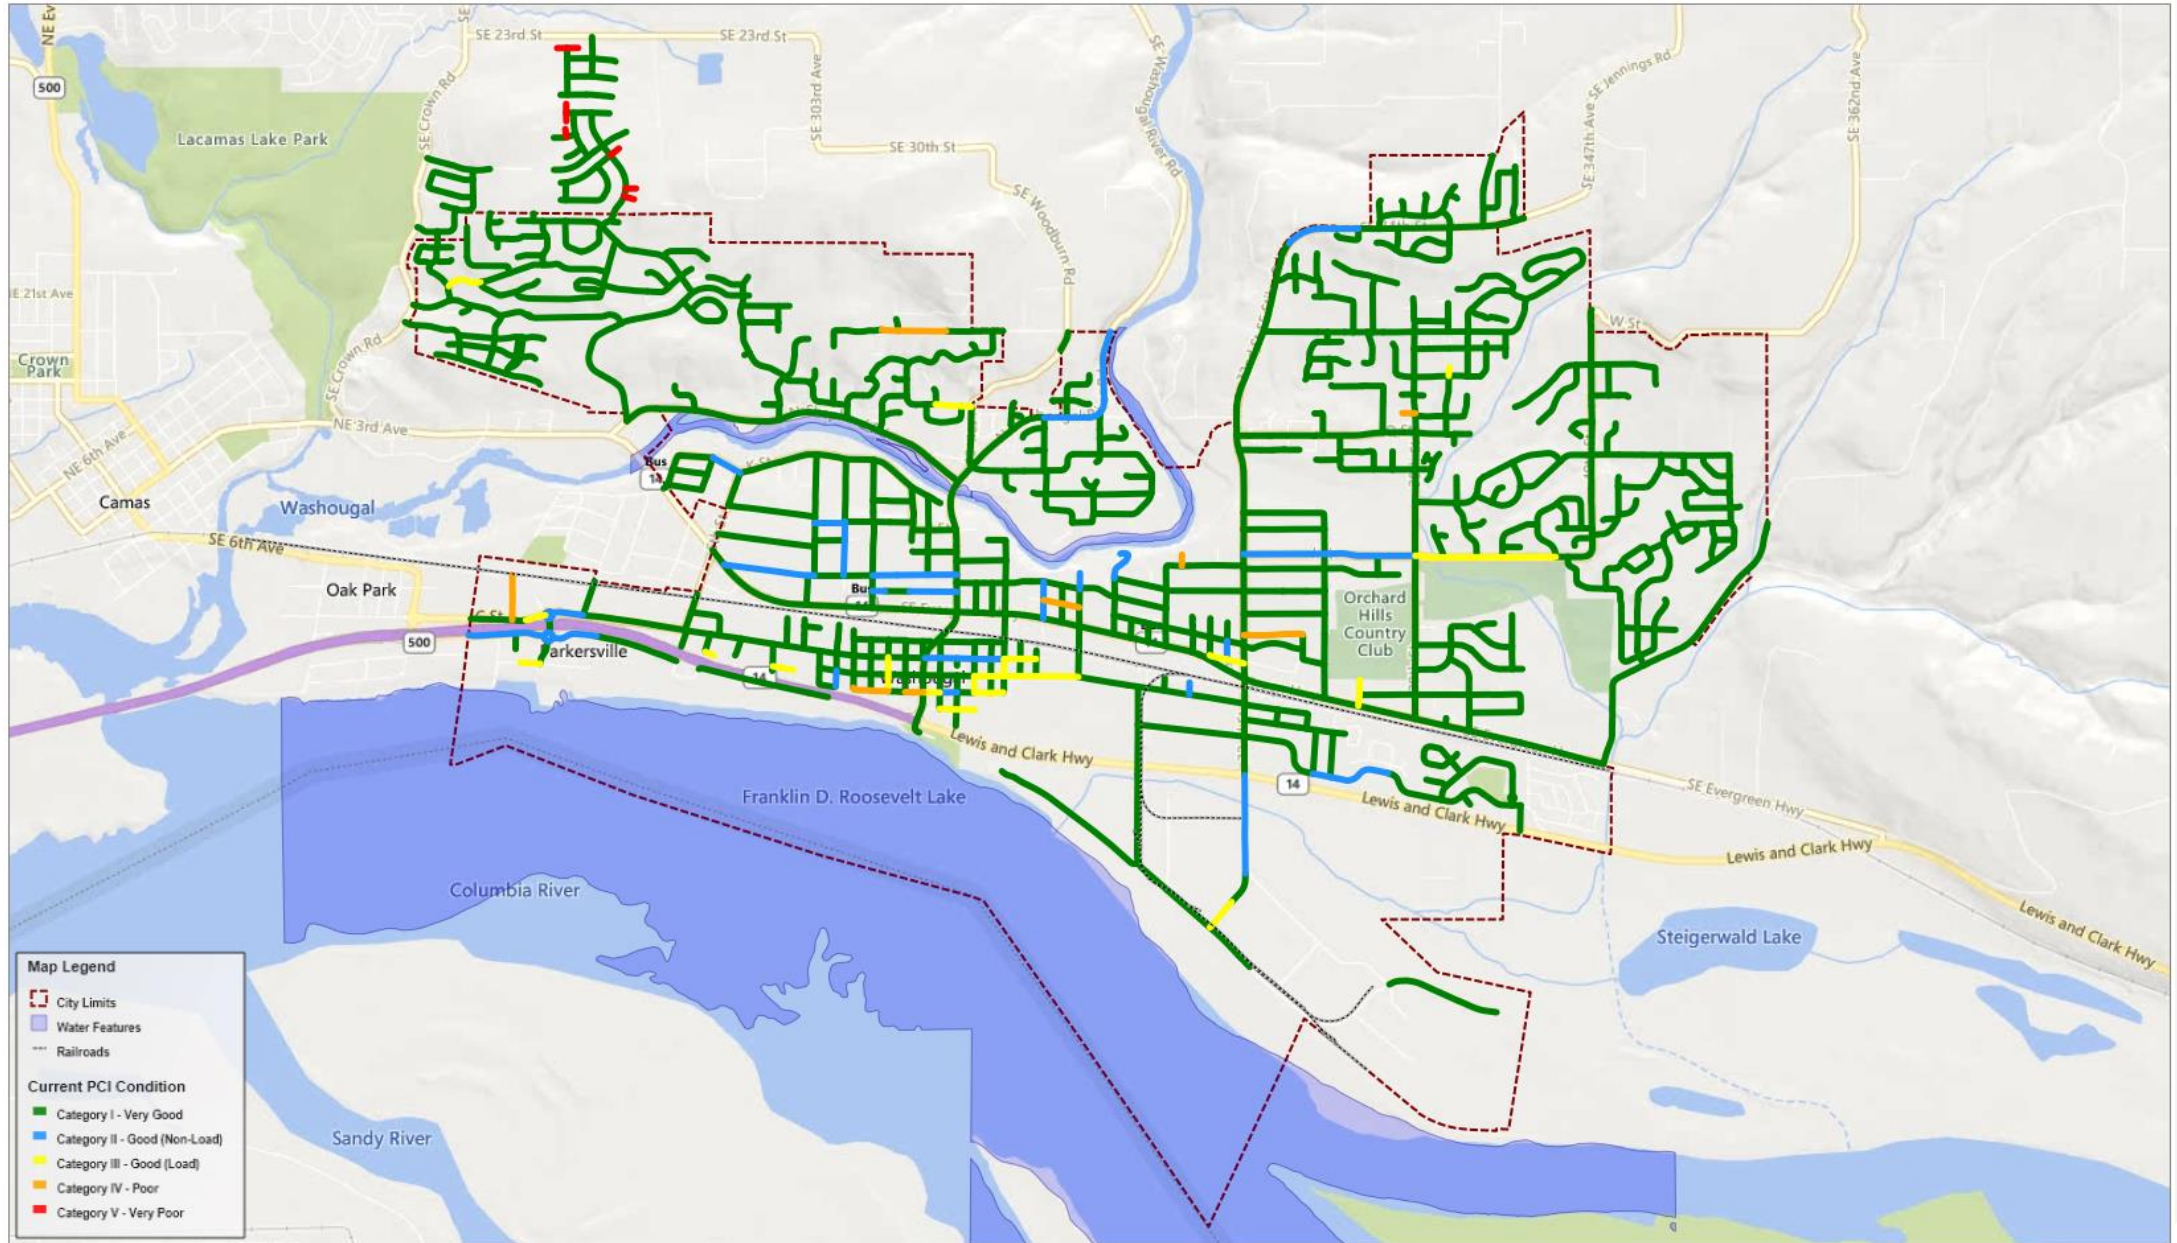 SE 23rd St
SE 23rd St
500
SE Crown Rd
SE 303rd Ave
SE Washougal River Rd
SE Jennings Rd
SE 362nd Ave
Lacamas Lake Park
SE 30th St
SE 347th Ave
SE Woodburn Rd
NE 21st Ave
W St
Crown
Park
SE Crown Rd
NE 3rd Ave
NE 6th Ave
Bus
14
K St
Camas
Washougal
SE 6th Ave
Oak Park
Bus
C St
500
Parkersville
14
Washougal
Orchard
Hills
Country
Club
Lewis and Clark Hwy
14
Lewis and Clark Hwy
SE Evergreen Hwy
Lewis and Clark Hwy
Lewis and Clark Hwy
Franklin D. Roosevelt Lake
Columbia River
Steigerwald Lake
Sandy River
Map Legend
City Limits
Water Features
Railroads
Current PCI Condition
Category I - Very Good
Category II - Good (Non-Load)
Category III - Good (Load)
Category IV - Poor
Category V - Very Poor